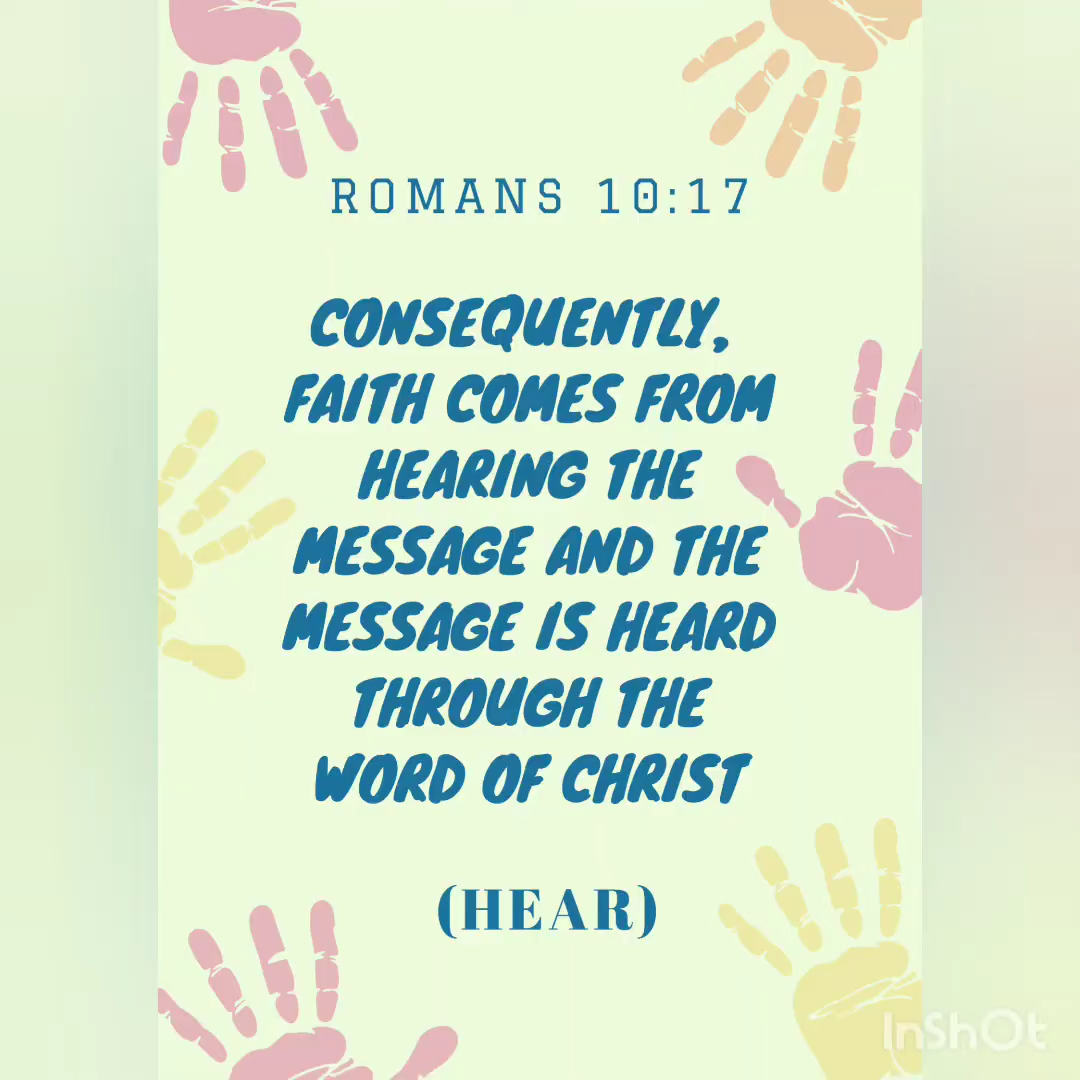 ROMANS 10:17
CONSEQUENTLY,
FAITH COMES FROM
HEARING THE
MESSAGE AND THE
MESSAGE IS HEARD
THROUGH THE
WORD OF CHRIST
(HEAR)
InShOt